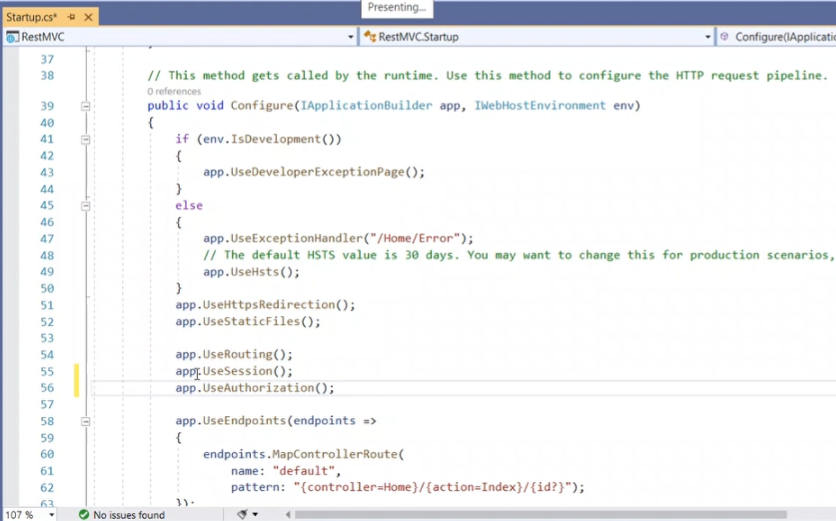 Presenting...
Startup.cs*
RestMVC RestMVC.Startup Configure(IApplicatio
37
38 // This method gets called by the runtime. Use this method to configure the HTTP request pipeline.
0 references
39 public void Configure(IApplicationBuilder app, IWebHostEnvironment env)
40 {
41 if (env.IsDevelopment())
42 {
43 app.UseDeveloperExceptionPage();
44 }
45 else
46 {
47 app.UseExceptionHandler("/Home/Error");
48 // The default HSTS value is 30 days. You may want to change this for production scenarios,
49 app.UseHsts();
50 }
51 app.UseHttpsRedirection();
52 app.UseStaticFiles();
53
54 app.UseRouting();
55 app.UseSession();
56 app.UseAuthorization();
57
58 app.UseEndpoints(endpoints =>
59 {
60 endpoints.MapControllerRoute(
61 name: "default",
62 pattern: "{controller=Home}/{action=Index}/{id?}");
63 });
107 % No issues found